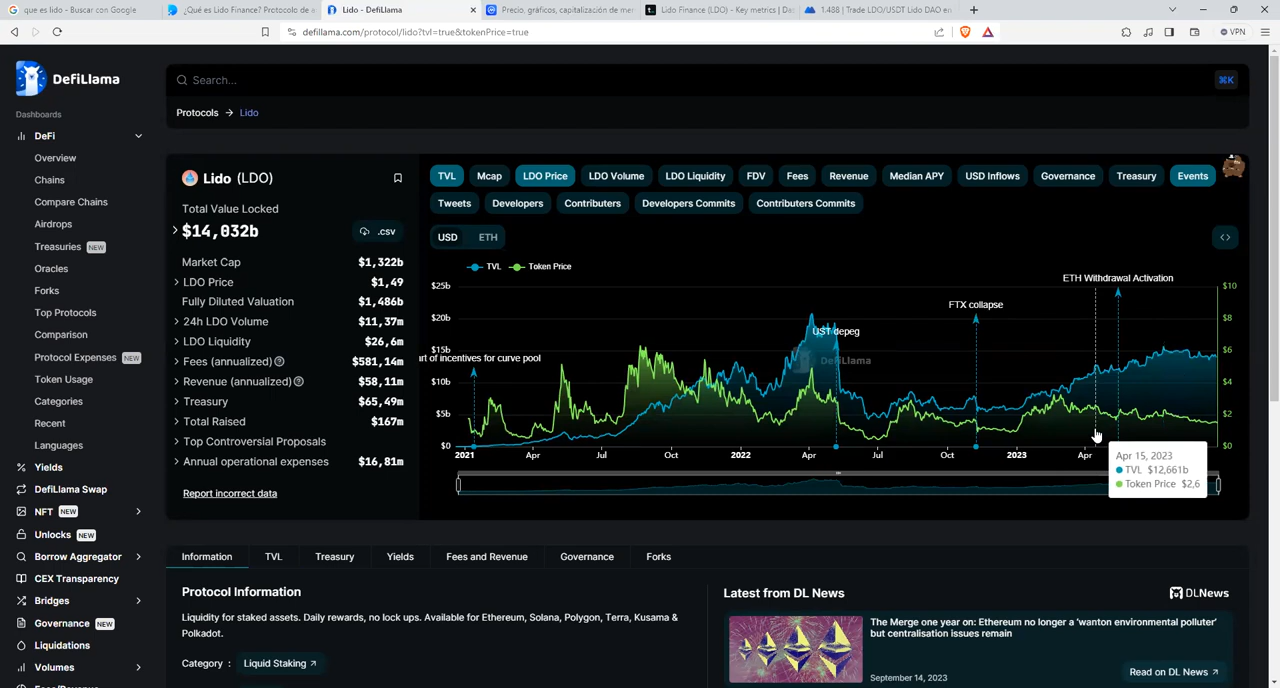 que es lido - Buscar con Google
¿Qué es Lido Finance? Protocolo de e
Lido - DefiLlama
Precio, gráficos, capitalización de mer
Lido Finance (LDO) - Key metrics | Das
1.488 | Trade LDO/USDT Lido DAO en
defillama.com/protocol/lido?tvl=true&tokenPrice=true
VPN
DefiLlama
Search...
⌘K
Protocols → Lido
Dashboards
DeFi
Overview
Chains
Compare Chains
Airdrops
Treasuries NEW
Oracles
Forks
Top Protocols
Comparison
Protocol Expenses NEW
Token Usage
Categories
Recent
Languages
Yields
DefiLlama Swap
NFT NEW
Unlocks NEW
Borrow Aggregator
CEX Transparency
Bridges
Governance NEW
Liquidations
Volumes
Lido (LDO)
Total Value Locked
$14,032b
.csv
Market Cap $1,322b
LDO Price $1,49
Fully Diluted Valuation $1,486b
24h LDO Volume $11,37m
LDO Liquidity $26,6m
Fees (annualized) $581,14m
Revenue (annualized) $58,11m
Treasury $65,49m
Total Raised $167m
Top Controversial Proposals
Annual operational expenses $16,81m
Report incorrect data
TVL Mcap LDO Price LDO Volume LDO Liquidity FDV Fees Revenue Median APY USD Inflows Governance Treasury Events
Tweets Developers Contributers Developers Commits Contributers Commits
USD ETH
TVL Token Price
ETH Withdrawal Activation
FTX collapse
UST depeg
art of incentives for curve pool
DefiLlama
$25b
$20b
$15b
$10b
$5b
$0
$10
$8
$6
$4
$2
$0
2021 Apr Jul Oct 2022 Apr Jul Oct 2023 Apr
Apr 15, 2023
TVL $12,661b
Token Price $2,6
Information TVL Treasury Yields Fees and Revenue Governance Forks
Protocol Information
Liquidity for staked assets. Daily rewards, no lock ups. Available for Ethereum, Solana, Polygon, Terra, Kusama &
Polkadot.
Category : Liquid Staking
Latest from DL News
DLNews
The Merge one year on: Ethereum no longer a 'wanton environmental polluter'
but centralisation issues remain
September 14, 2023
Read on DL News